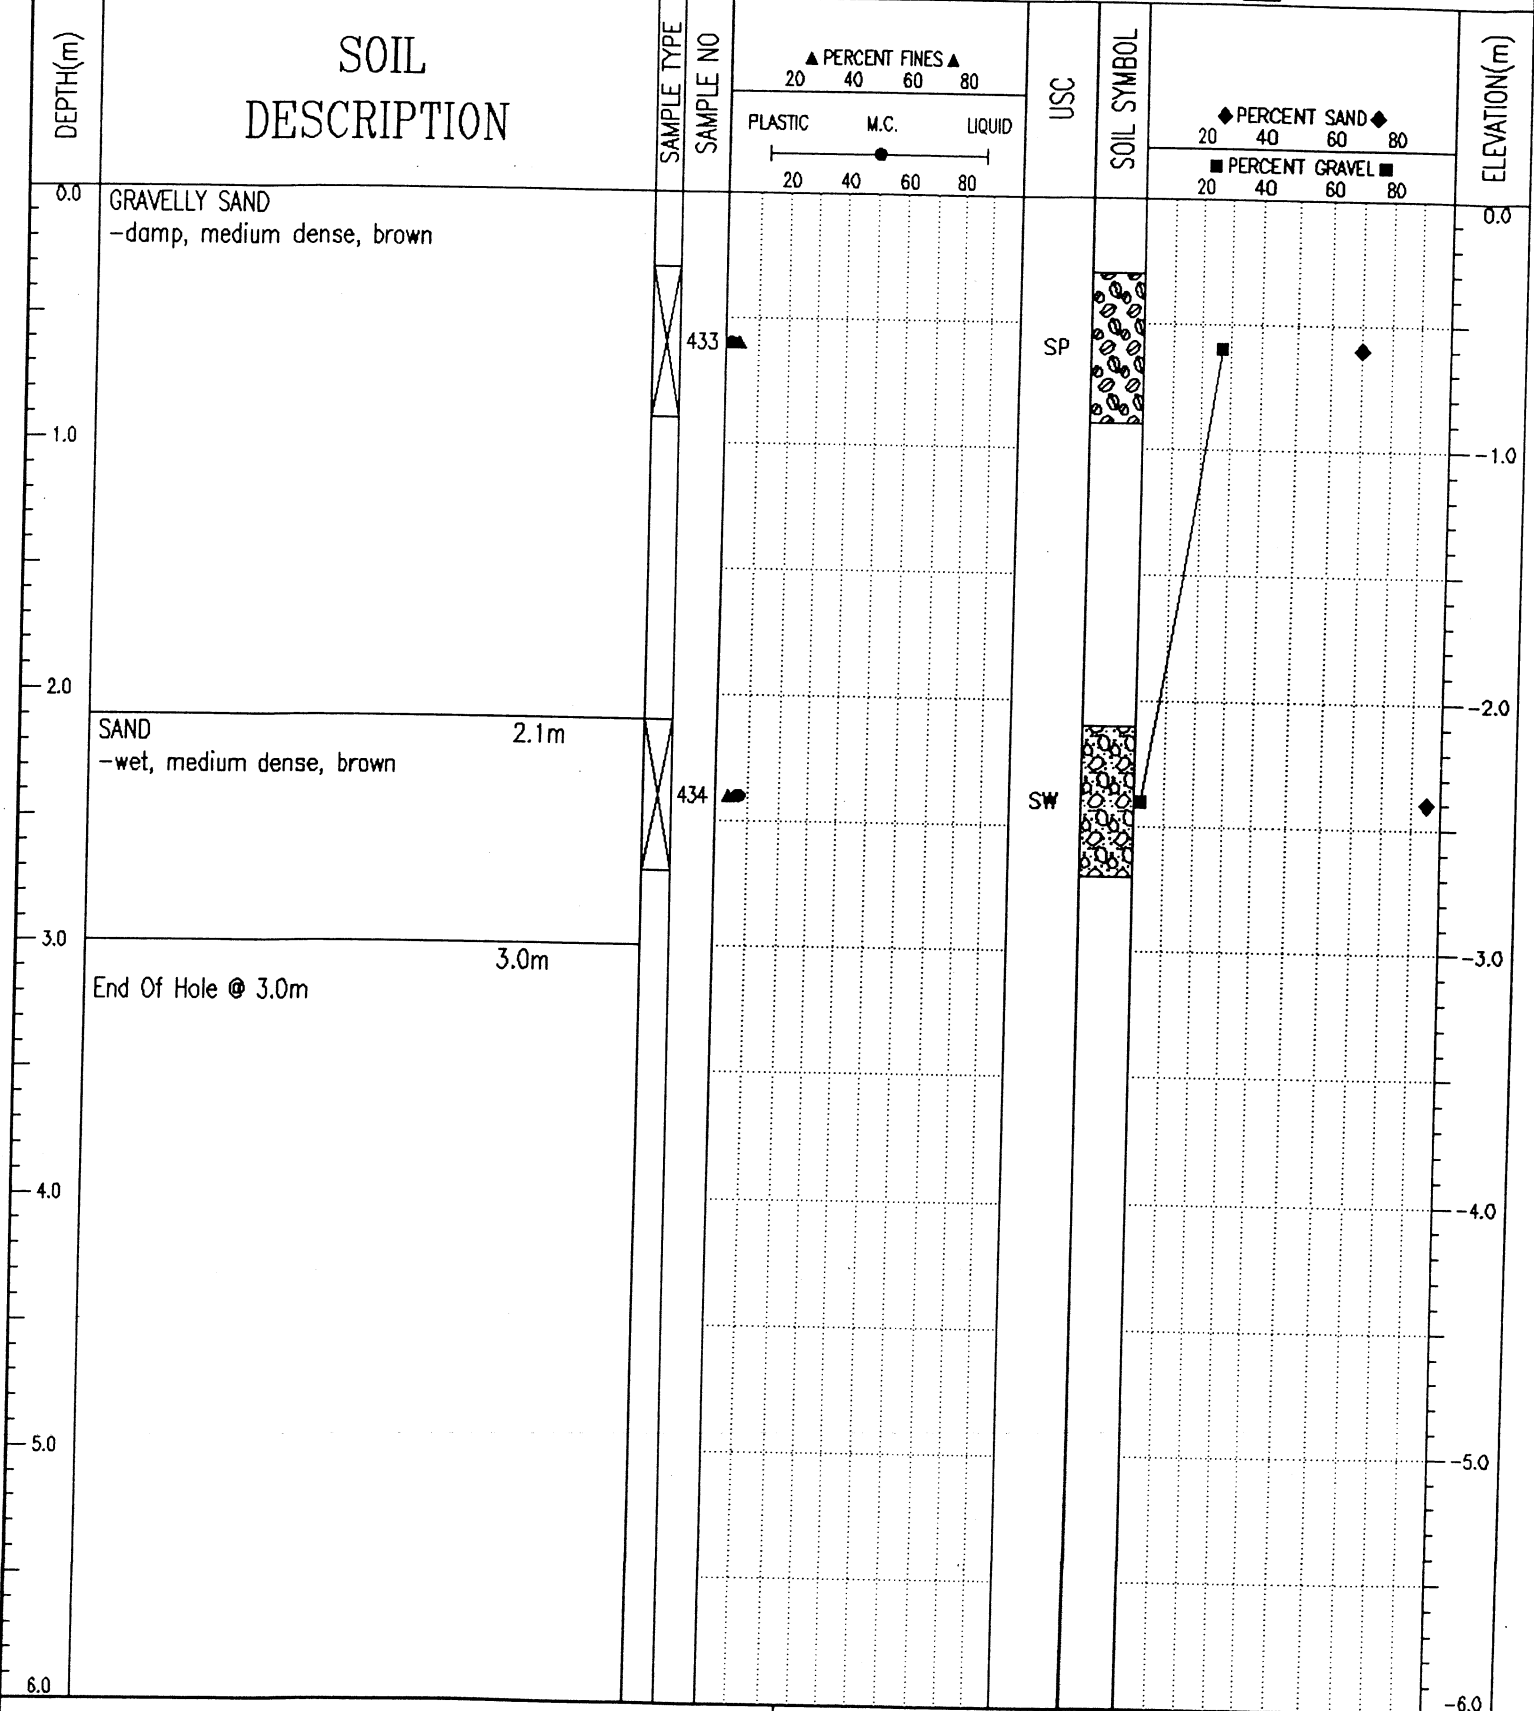 DEPTH(m)
SOIL
DESCRIPTION
SAMPLE TYPE
SAMPLE NO
▲ PERCENT FINES ▲
20 40 60 80
PLASTIC M.C. LIQUID
20 40 60 80
USC
SOIL SYMBOL
◆ PERCENT SAND ◆
20 40 60 80
■ PERCENT GRAVEL ■
20 40 60 80
ELEVATION(m)
0.0
GRAVELLY SAND
-damp, medium dense, brown
0.0
433
SP
1.0
-1.0
2.0
-2.0
SAND 2.1m
-wet, medium dense, brown
434
SW
3.0
3.0m
-3.0
End Of Hole @ 3.0m
4.0
-4.0
5.0
-5.0
6.0
-6.0